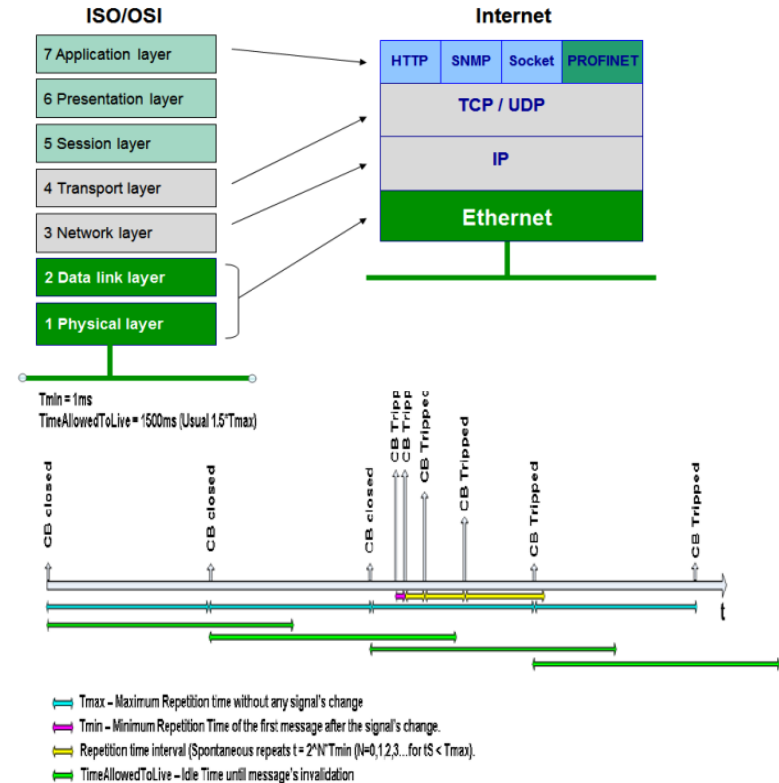 ISO/OSI
Internet
7 Application layer
6 Presentation layer
5 Session layer
4 Transport layer
3 Network layer
2 Data link layer
1 Physical layer
HTTP SNMP Socket PROFINET
TCP / UDP
IP
Ethernet
Tmin = 1ms
TimeAllowedToLive = 1500ms (Usual 1.5*Tmax)
CB closed
CB closed
CB closed
CB Tripp
CB Tripp
CB Tripped
CB Tripped
CB Tripped
CB Tripped
t
Tmax – Maximum Repetition time without any signal's change
Tmin – Minimum Repetition Time of the first message after the signal's change.
Repetition time interval (Spontaneous repeats t = 2^N*Tmin (N=0,1,2,3...for tS < Tmax).
TimeAllowedToLive – Idle Time until message's invalidation